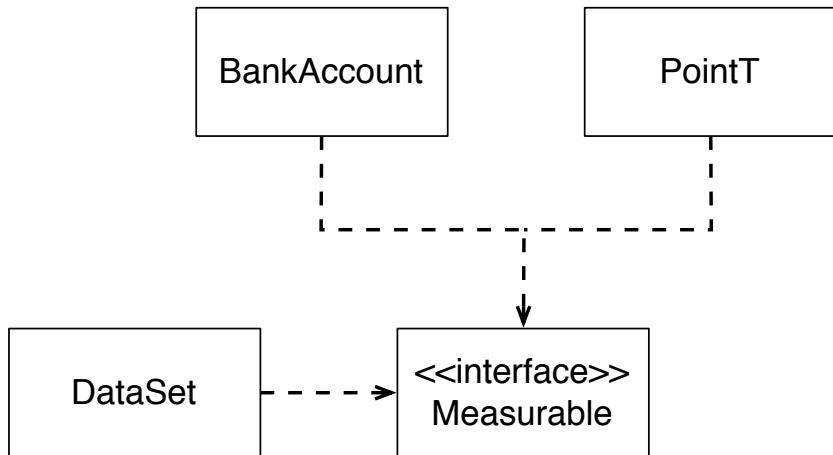 BankAccount
PointT
DataSet
<<interface>>
Measurable